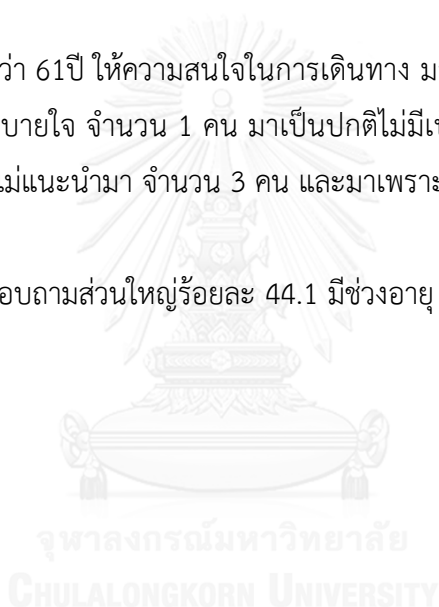 ว่า 61ปี ให้ความสนใจในการเดินทาง ม
บายใจ จำนวน 1 คน มาเป็นปกติไม่มีเ
แม่แนะนำมา จำนวน 3 คน และมาเพราะ
อบถามส่วนใหญ่ร้อยละ 44.1 มีช่วงอายุ
จุฬาลงกรณ์มหาวิทยาลัย
CHULALONGKORN UNIVERSITY